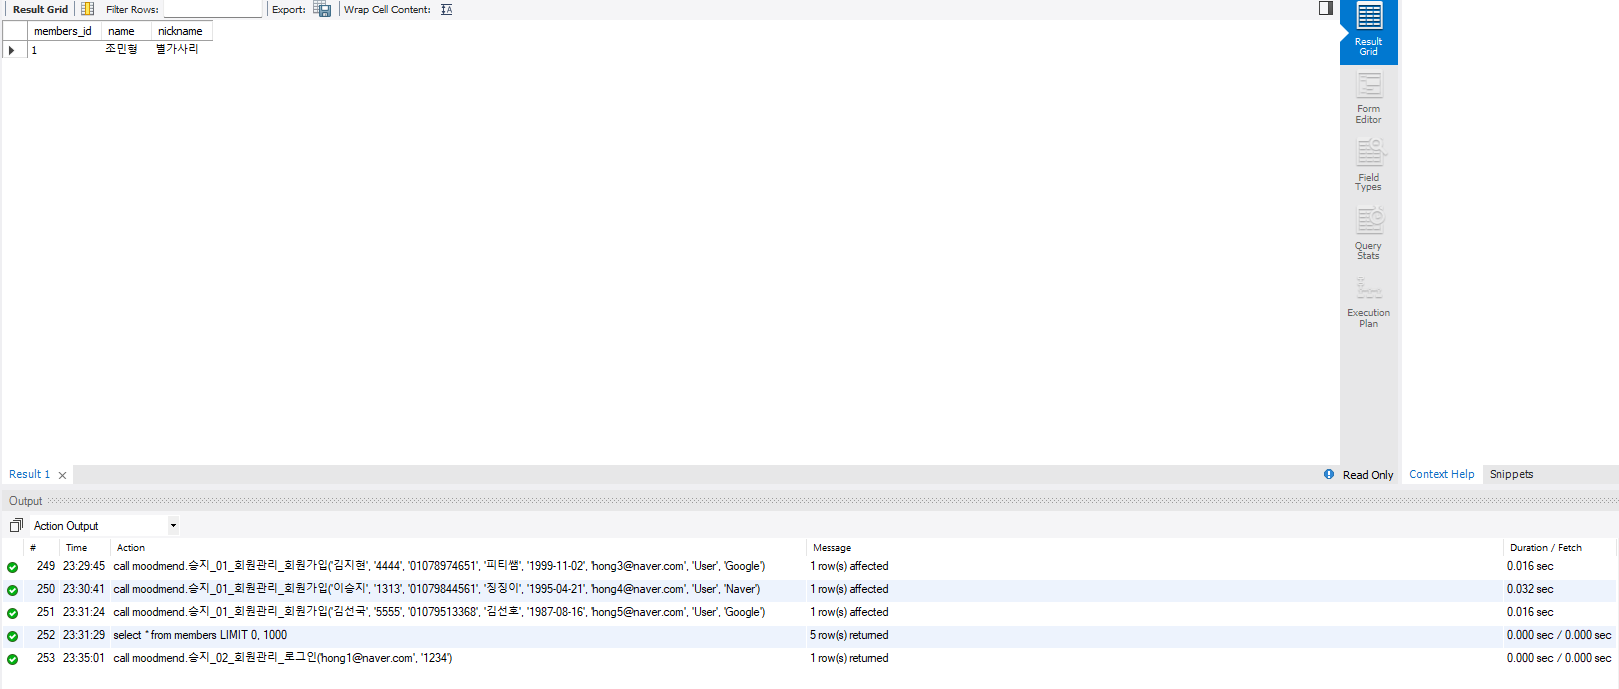 Result Grid Filter Rows: Export: Wrap Cell Content: IA
members_id name nickname
1 조민형 별가사리
Result Grid
Form Editor
Field Types
Query Stats
Execution Plan
Result 1 Read Only Context Help Snippets
Output
Action Output
# Time Action Message Duration / Fetch
249 23:29:45 call moodmend.승지_01_회원관리_회원가입('김지현', '4444', '01078974651', '피티쌤', '1999-11-02', 'hong3@naver.com', 'User', 'Google') 1 row(s) affected 0.016 sec
250 23:30:41 call moodmend.승지_01_회원관리_회원가입('이승지', '1313', '01079844561', '징징이', '1995-04-21', 'hong4@naver.com', 'User', 'Naver') 1 row(s) affected 0.032 sec
251 23:31:24 call moodmend.승지_01_회원관리_회원가입('김선국', '5555', '01079513368', '김선호', '1987-08-16', 'hong5@naver.com', 'User', 'Google') 1 row(s) affected 0.016 sec
252 23:31:29 select * from members LIMIT 0, 1000 5 row(s) returned 0.000 sec / 0.000 sec
253 23:35:01 call moodmend.승지_02_회원관리_로그인('hong1@naver.com', '1234') 1 row(s) returned 0.000 sec / 0.000 sec